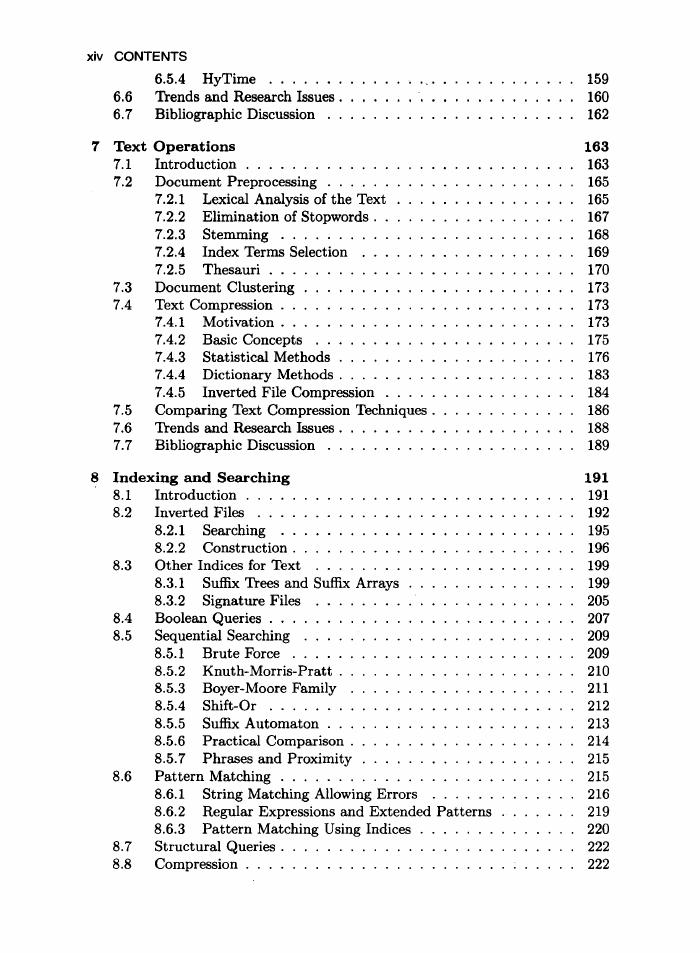 xiv CONTENTS
6.5.4 HyTime . . . . . . . . . . . . . . . . . . . . . . . . . . . 159
6.6 Trends and Research Issues . . . . . . . . . . . . . . . . . . . . . 160
6.7 Bibliographic Discussion . . . . . . . . . . . . . . . . . . . . . . 162
7 Text Operations 163
7.1 Introduction . . . . . . . . . . . . . . . . . . . . . . . . . . . . . 163
7.2 Document Preprocessing . . . . . . . . . . . . . . . . . . . . . . 165
7.2.1 Lexical Analysis of the Text . . . . . . . . . . . . . . . . 165
7.2.2 Elimination of Stopwords . . . . . . . . . . . . . . . . . . 167
7.2.3 Stemming . . . . . . . . . . . . . . . . . . . . . . . . . . 168
7.2.4 Index Terms Selection . . . . . . . . . . . . . . . . . . . 169
7.2.5 Thesauri . . . . . . . . . . . . . . . . . . . . . . . . . . . 170
7.3 Document Clustering . . . . . . . . . . . . . . . . . . . . . . . . 173
7.4 Text Compression . . . . . . . . . . . . . . . . . . . . . . . . . . 173
7.4.1 Motivation . . . . . . . . . . . . . . . . . . . . . . . . . . 173
7.4.2 Basic Concepts . . . . . . . . . . . . . . . . . . . . . . . 175
7.4.3 Statistical Methods . . . . . . . . . . . . . . . . . . . . . 176
7.4.4 Dictionary Methods . . . . . . . . . . . . . . . . . . . . . 183
7.4.5 Inverted File Compression . . . . . . . . . . . . . . . . . 184
7.5 Comparing Text Compression Techniques . . . . . . . . . . . . . 186
7.6 Trends and Research Issues . . . . . . . . . . . . . . . . . . . . . 188
7.7 Bibliographic Discussion . . . . . . . . . . . . . . . . . . . . . . 189
8 Indexing and Searching 191
8.1 Introduction . . . . . . . . . . . . . . . . . . . . . . . . . . . . . 191
8.2 Inverted Files . . . . . . . . . . . . . . . . . . . . . . . . . . . . 192
8.2.1 Searching . . . . . . . . . . . . . . . . . . . . . . . . . . 195
8.2.2 Construction . . . . . . . . . . . . . . . . . . . . . . . . . 196
8.3 Other Indices for Text . . . . . . . . . . . . . . . . . . . . . . . 199
8.3.1 Suffix Trees and Suffix Arrays . . . . . . . . . . . . . . . 199
8.3.2 Signature Files . . . . . . . . . . . . . . . . . . . . . . . 205
8.4 Boolean Queries . . . . . . . . . . . . . . . . . . . . . . . . . . . 207
8.5 Sequential Searching . . . . . . . . . . . . . . . . . . . . . . . . 209
8.5.1 Brute Force . . . . . . . . . . . . . . . . . . . . . . . . . 209
8.5.2 Knuth-Morris-Pratt . . . . . . . . . . . . . . . . . . . . . 210
8.5.3 Boyer-Moore Family . . . . . . . . . . . . . . . . . . . . 211
8.5.4 Shift-Or . . . . . . . . . . . . . . . . . . . . . . . . . . . 212
8.5.5 Suffix Automaton . . . . . . . . . . . . . . . . . . . . . . 213
8.5.6 Practical Comparison . . . . . . . . . . . . . . . . . . . . 214
8.5.7 Phrases and Proximity . . . . . . . . . . . . . . . . . . . 215
8.6 Pattern Matching . . . . . . . . . . . . . . . . . . . . . . . . . . 215
8.6.1 String Matching Allowing Errors . . . . . . . . . . . . . 216
8.6.2 Regular Expressions and Extended Patterns . . . . . . . 219
8.6.3 Pattern Matching Using Indices . . . . . . . . . . . . . . 220
8.7 Structural Queries . . . . . . . . . . . . . . . . . . . . . . . . . . 222
8.8 Compression . . . . . . . . . . . . . . . . . . . . . . . . . . . . . 222